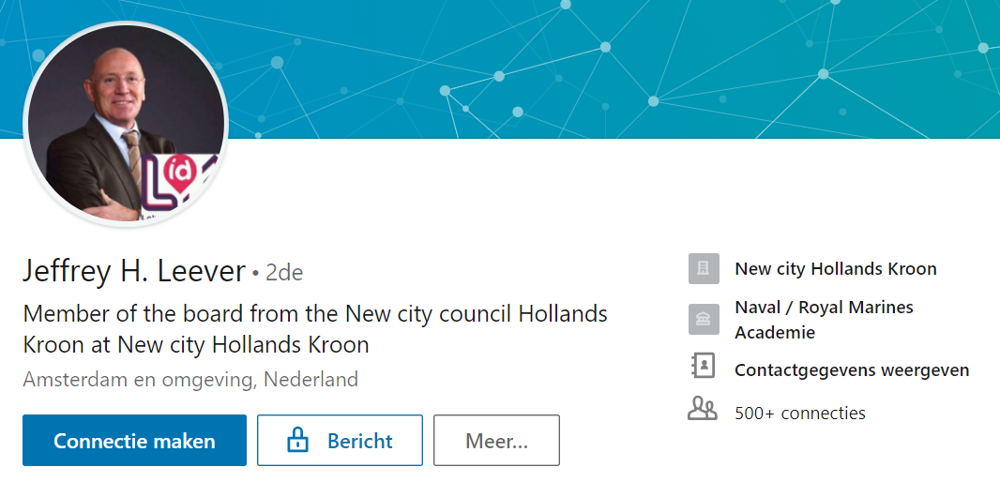 id
Jeffrey H. Leever • 2de
Member of the board from the New city council Hollands
Kroon at New city Hollands Kroon
Amsterdam en omgeving, Nederland
Connectie maken
Bericht
Meer...
New city Hollands Kroon
Naval / Royal Marines
Academie
Contactgegevens weergeven
500+ connecties